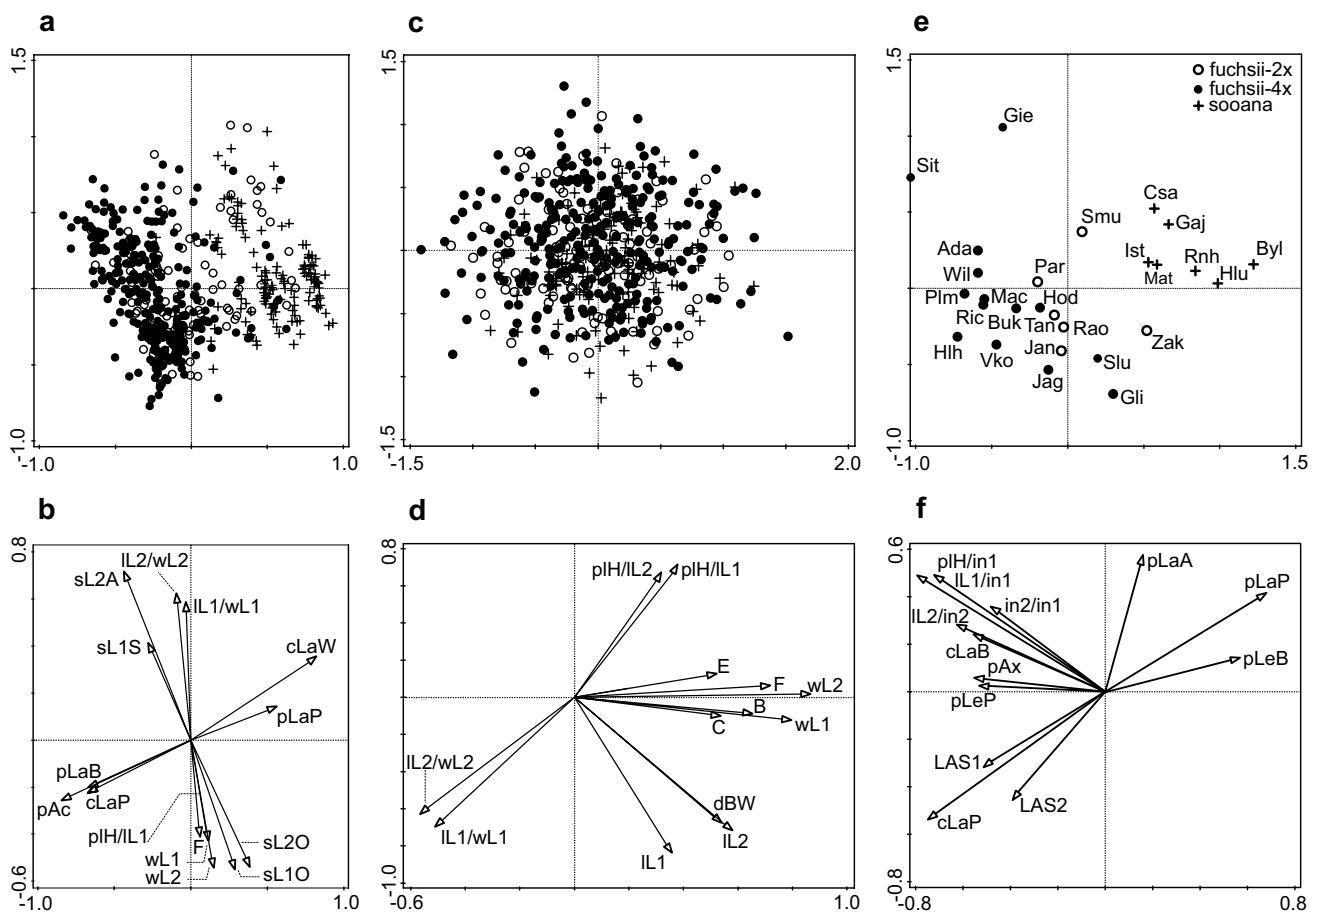 a
1.5
-1.0
-1.0
1.0
c
1.5
-1.5
-1.5
2.0
e
1.5
-1.0
-1.0
1.5
fuchsii-2x
fuchsii-4x
sooana
Gie
Sit
Csa
Smu
Gaj
Ada
Ist
Rnh
Byl
Wil
Par
Mat
Hlu
Plm
Mac
Hod
Ric
Buk
Tan
Rao
Hlh
Vko
Jan
Zak
Slu
Jag
Gli
b
0.8
-0.6
-1.0
1.0
lL2/wL2
sL2A
lL1/wL1
sL1S
cLaW
pLaP
pLaB
pAc
cLaP
plH/lL1
F
wL1
wL2
sL2O
sL1O
d
0.8
-1.0
-0.6
1.0
plH/lL2
plH/lL1
E
F
wL2
B
C
wL1
lL2/wL2
lL1/wL1
dBW
lL2
lL1
f
0.6
-0.8
-0.8
0.8
plH/in1
lL1/in1
in2/in1
lL2/in2
cLaB
pAx
pLeP
pLaA
pLaP
pLeB
LAS1
LAS2
cLaP